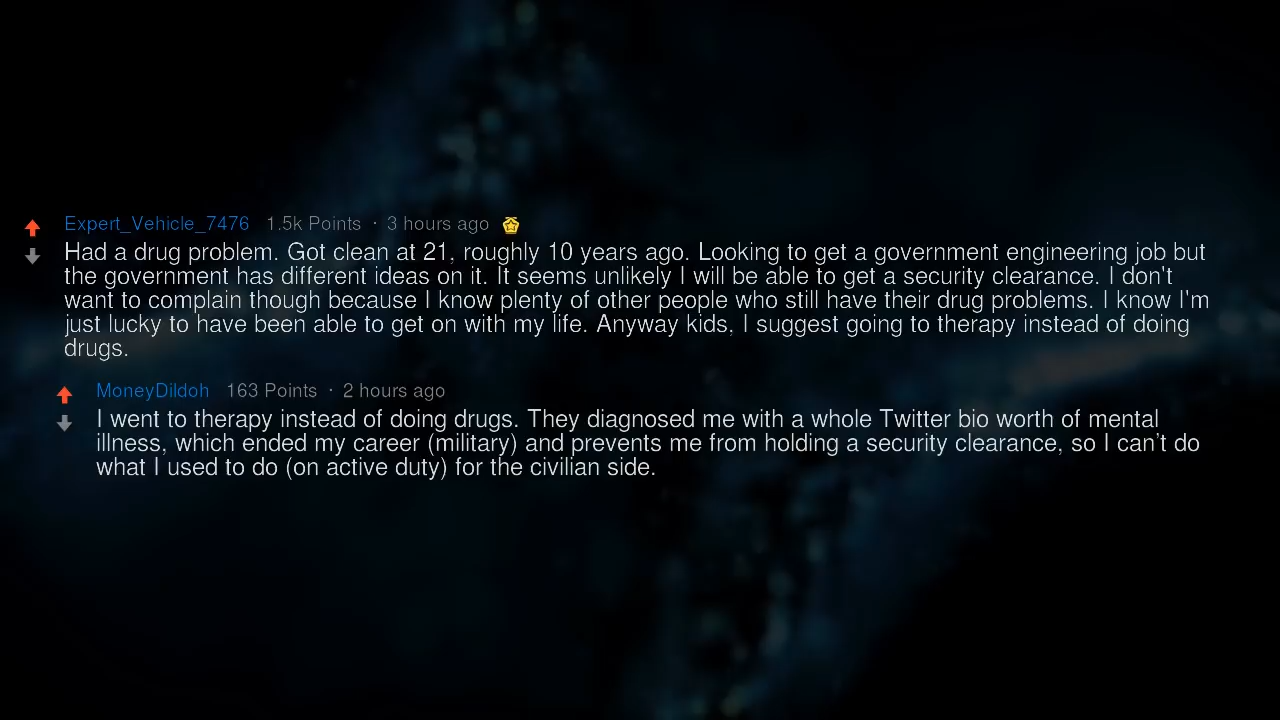 Expert_Vehicle_7476 1.5k Points · 3 hours ago
Had a drug problem. Got clean at 21, roughly 10 years ago. Looking to get a government engineering job but
the government has different ideas on it. It seems unlikely I will be able to get a security clearance. I don't
want to complain though because I know plenty of other people who still have their drug problems. I know I'm
just lucky to have been able to get on with my life. Anyway kids, I suggest going to therapy instead of doing
drugs.
MoneyDildoh 163 Points · 2 hours ago
I went to therapy instead of doing drugs. They diagnosed me with a whole Twitter bio worth of mental
illness, which ended my career (military) and prevents me from holding a security clearance, so I can’t do
what I used to do (on active duty) for the civilian side.